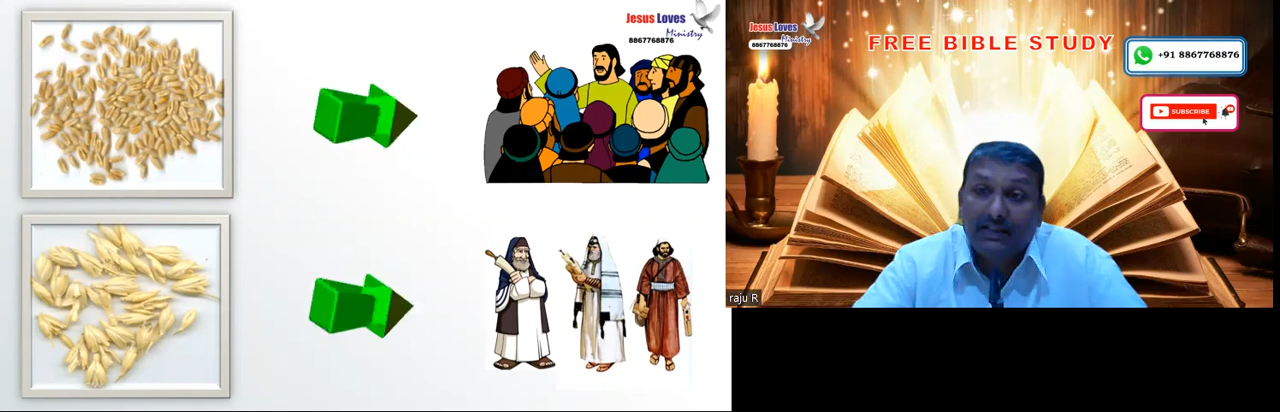 Jesus Loves
Ministry
8867768876
Jesus Loves
Ministry
8867768876
FREE BIBLE STUDY
+91 8867768876
SUBSCRIBE
raju R